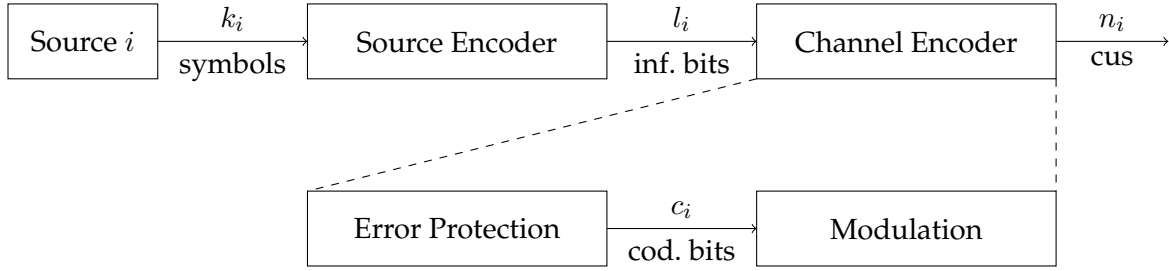 Source i
k_i
symbols
Source Encoder
l_i
inf. bits
Channel Encoder
n_i
cus
Error Protection
c_i
cod. bits
Modulation